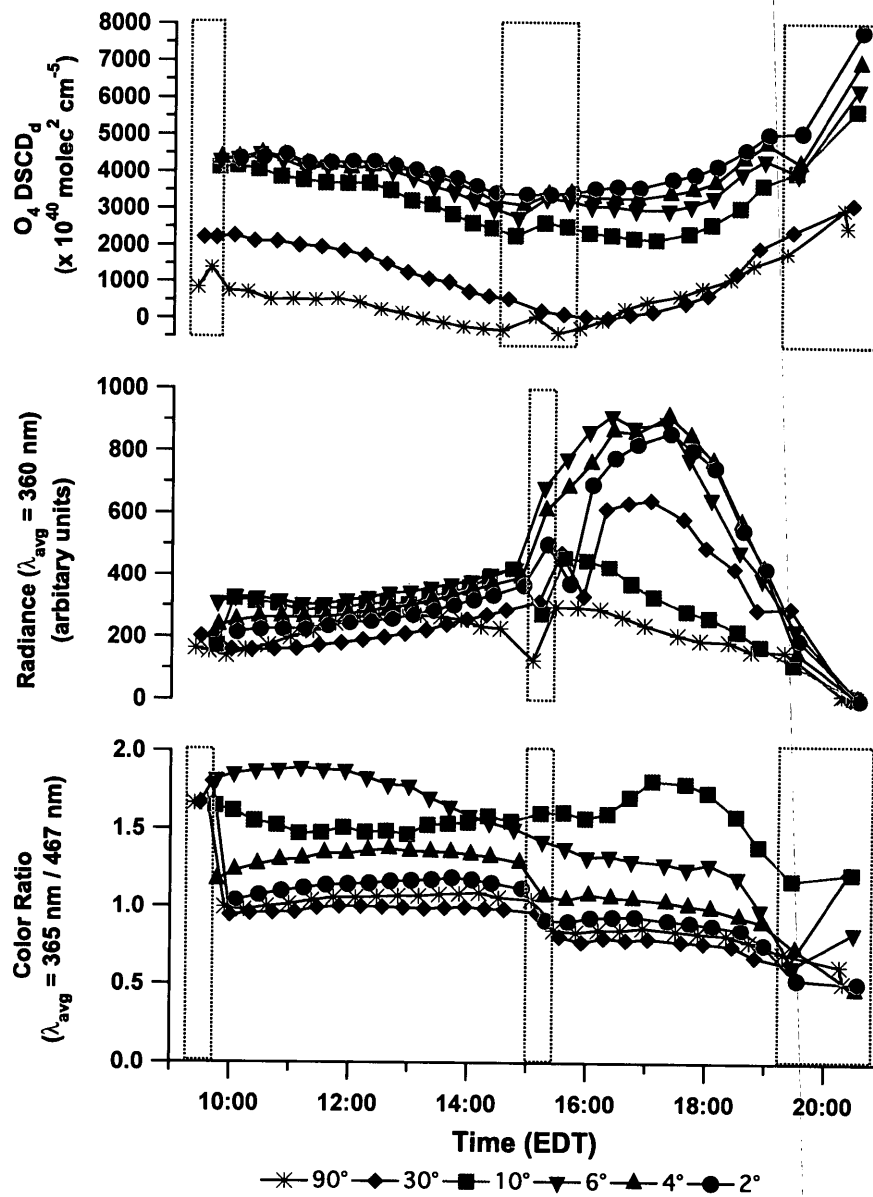 8000
7000
6000
5000
4000
3000
2000
1000
0
O4 DSCDd
(x 10^40 molec^2 cm^-5)
1000
800
600
400
200
0
Radiance (λavg = 360 nm)
(arbitary units)
2.0
1.5
1.0
0.5
0.0
Color Ratio
(λavg = 365 nm / 467 nm)
10:00 12:00 14:00 16:00 18:00 20:00
Time (EDT)
90° 30° 10° 6° 4° 2°